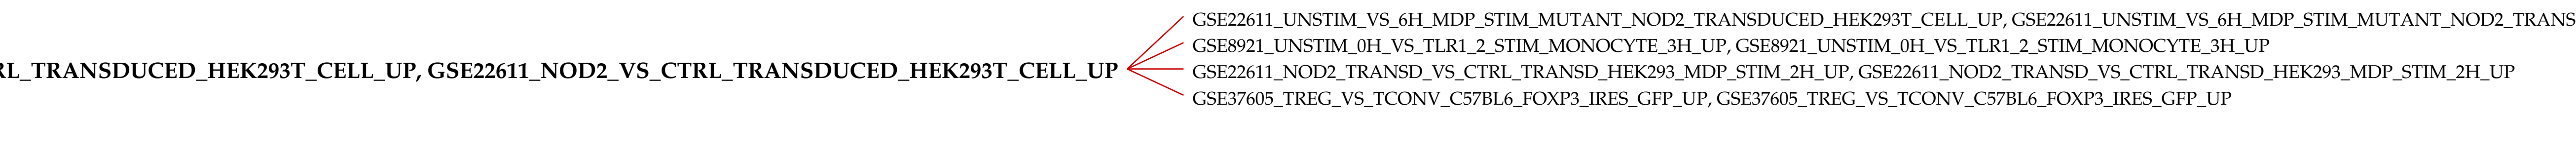 GSE22611_UNSTIM_VS_6H_MDP_STIM_MUTANT_NOD2_TRANSDUCED_HEK293T_CELL_UP, GSE22611_UNSTIM_VS_6H_MDP_STIM_MUTANT_NOD2_TRANS
GSE8921_UNSTIM_0H_VS_TLR1_2_STIM_MONOCYTE_3H_UP, GSE8921_UNSTIM_0H_VS_TLR1_2_STIM_MONOCYTE_3H_UP
RL_TRANSDUCED_HEK293T_CELL_UP, GSE22611_NOD2_VS_CTRL_TRANSDUCED_HEK293T_CELL_UP
GSE22611_NOD2_TRANSD_VS_CTRL_TRANSD_HEK293_MDP_STIM_2H_UP, GSE22611_NOD2_TRANSD_VS_CTRL_TRANSD_HEK293_MDP_STIM_2H_UP
GSE37605_TREG_VS_TCONV_C57BL6_FOXP3_IRES_GFP_UP, GSE37605_TREG_VS_TCONV_C57BL6_FOXP3_IRES_GFP_UP